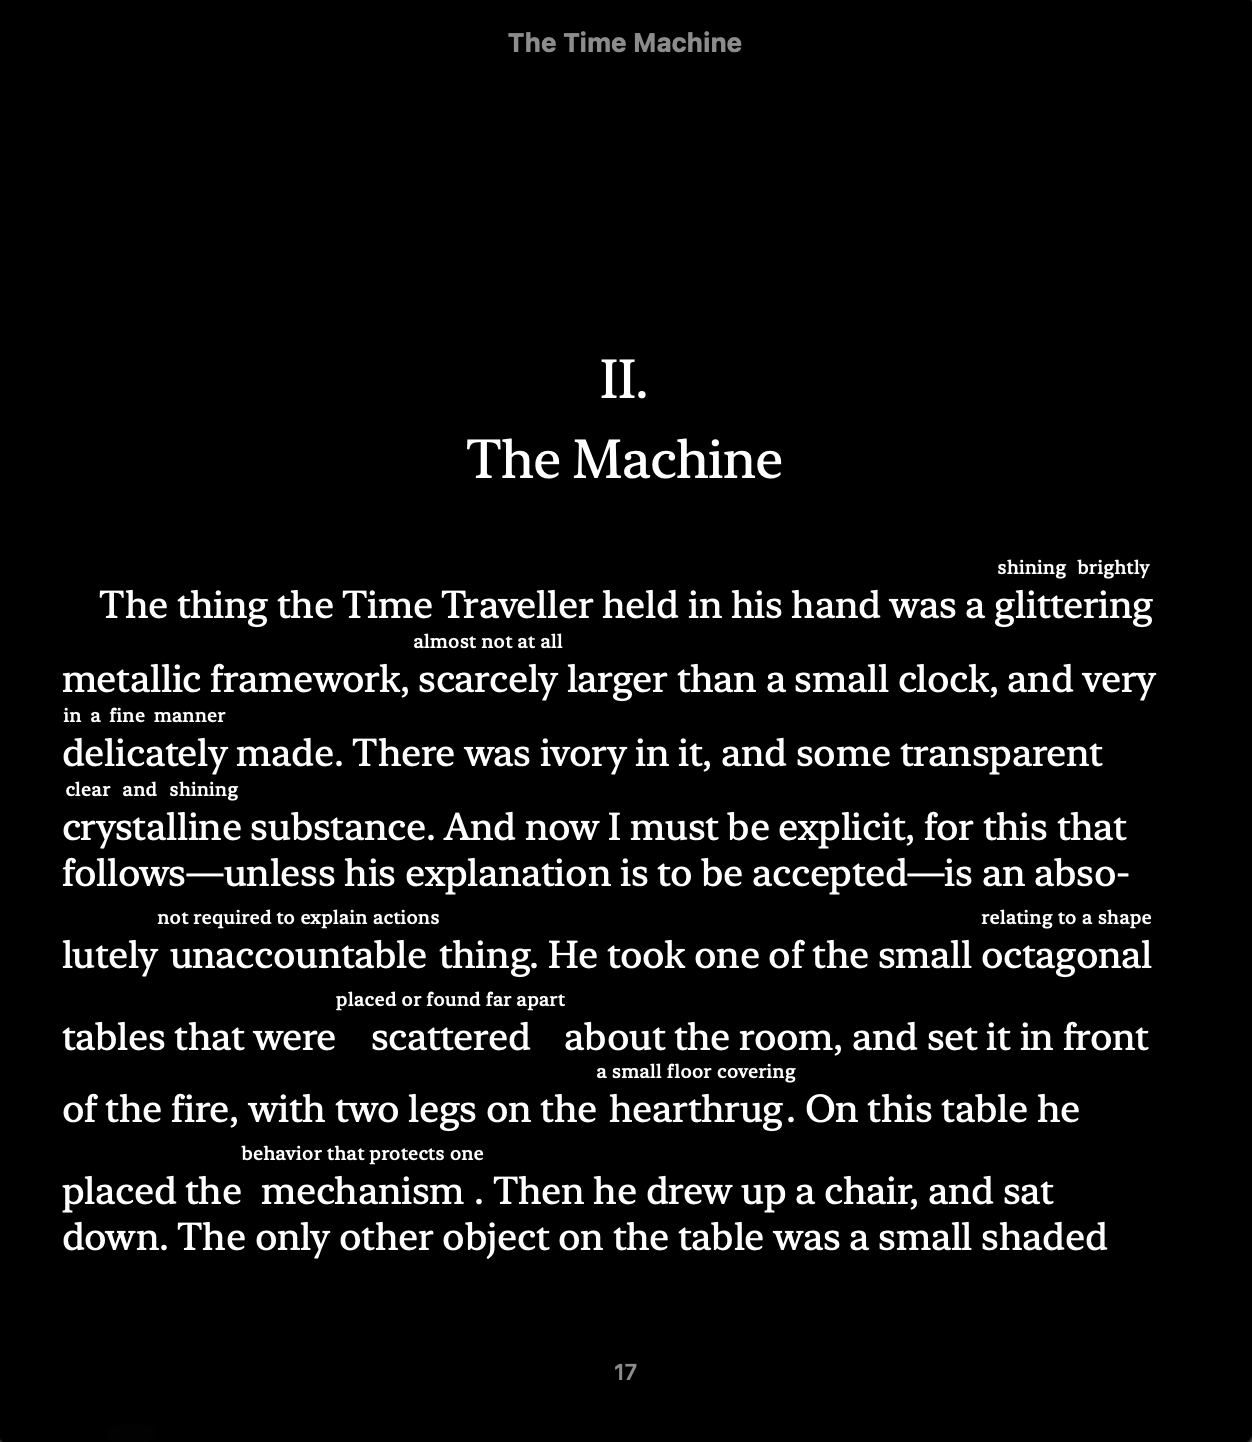 The Time Machine
II.
The Machine
shining brightly
The thing the Time Traveller held in his hand was a glittering
almost not at all
metallic framework, scarcely larger than a small clock, and very
in a fine manner
delicately made. There was ivory in it, and some transparent
clear and shining
crystalline substance. And now I must be explicit, for this that
follows—unless his explanation is to be accepted—is an abso-
not required to explain actions relating to a shape
lutely unaccountable thing. He took one of the small octagonal
placed or found far apart
tables that were scattered about the room, and set it in front
a small floor covering
of the fire, with two legs on the hearthrug. On this table he
behavior that protects one
placed the mechanism . Then he drew up a chair, and sat
down. The only other object on the table was a small shaded
17